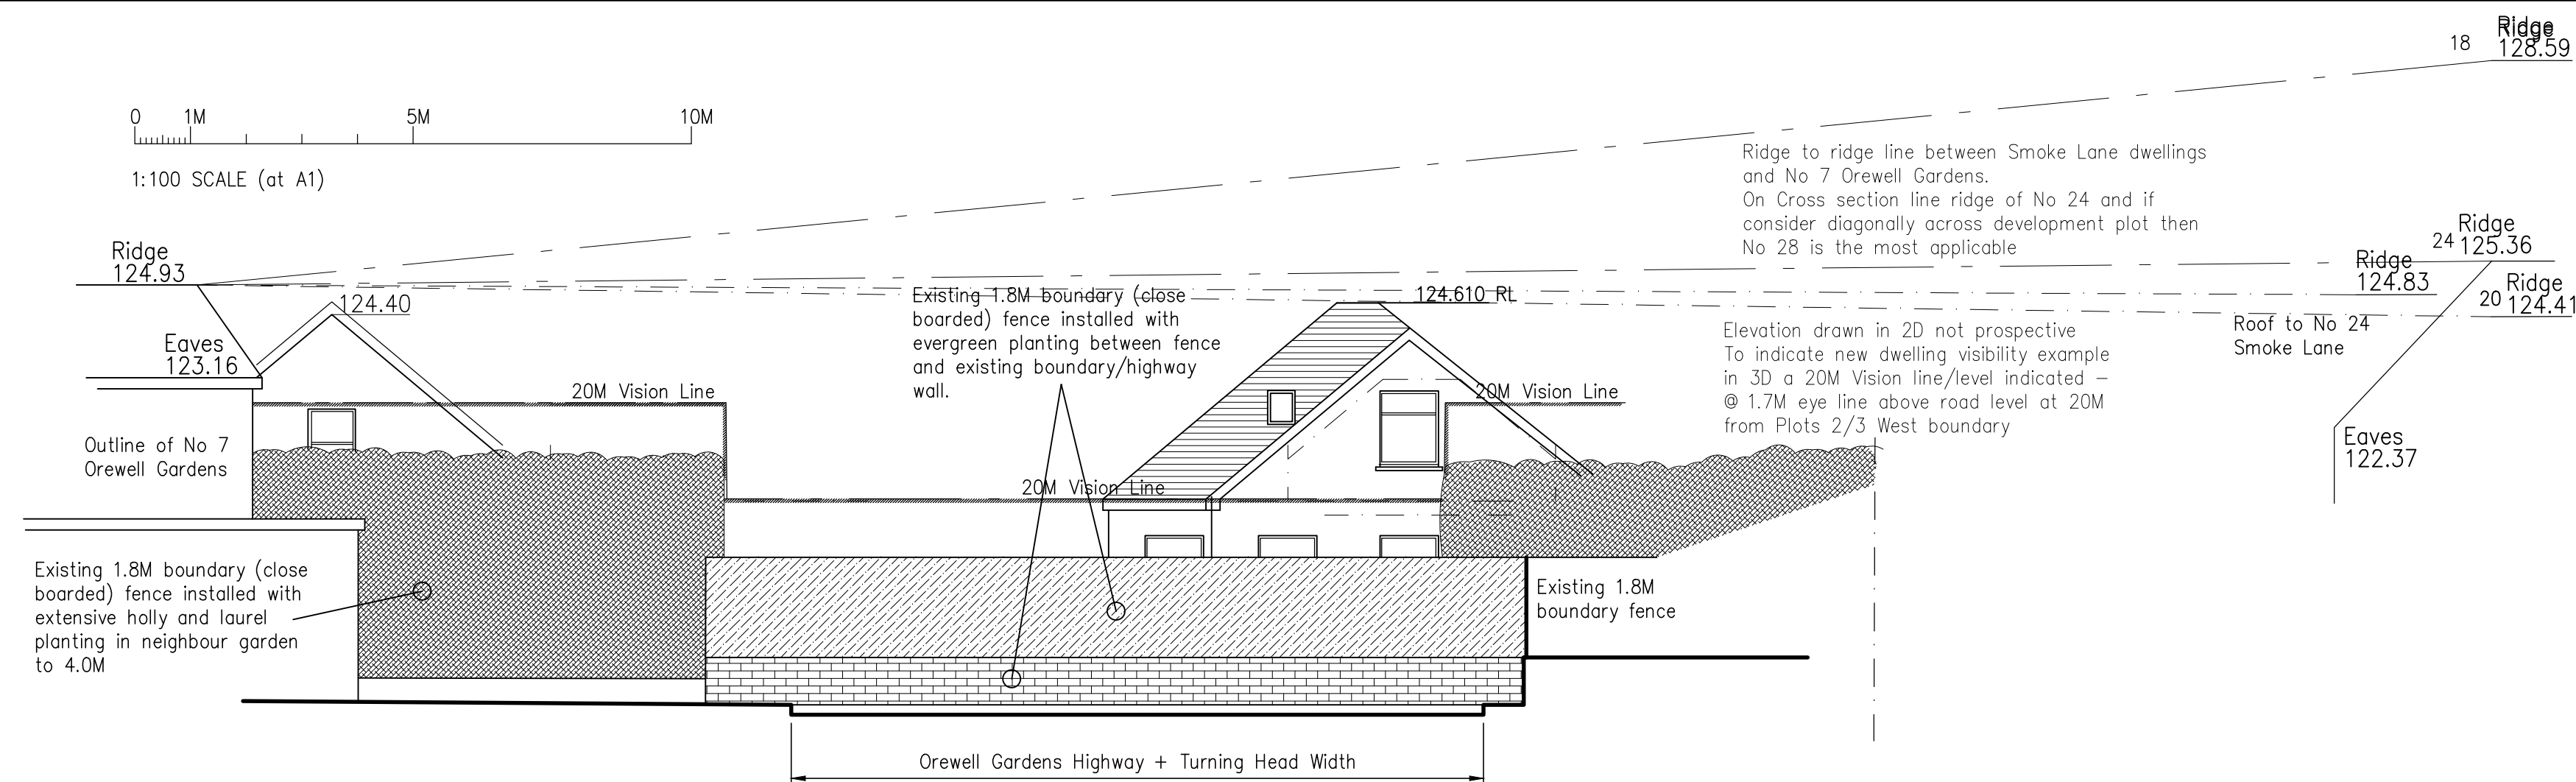 Ridge
18 128.59
0 1M 5M 10M
1:100 SCALE (at A1)
Ridge to ridge line between Smoke Lane dwellings
and No 7 Orewell Gardens.
On Cross section line ridge of No 24 and if
consider diagonally across development plot then
No 28 is the most applicable
Ridge
124.93
Ridge
24 125.36
Ridge
124.83
Ridge
20 124.41
124.40
Existing 1.8M boundary (close
boarded) fence installed with
evergreen planting between fence
and existing boundary/highway
wall.
124.610 RL
Elevation drawn in 2D not prospective
To indicate new dwelling visibility example
in 3D a 20M Vision line/level indicated –
@ 1.7M eye line above road level at 20M
from Plots 2/3 West boundary
Roof to No 24
Smoke Lane
Eaves
123.16
20M Vision Line
20M Vision Line
Outline of No 7
Orewell Gardens
Eaves
122.37
20M Vision Line
Existing 1.8M boundary (close
boarded) fence installed with
extensive holly and laurel
planting in neighbour garden
to 4.0M
Existing 1.8M
boundary fence
Orewell Gardens Highway + Turning Head Width